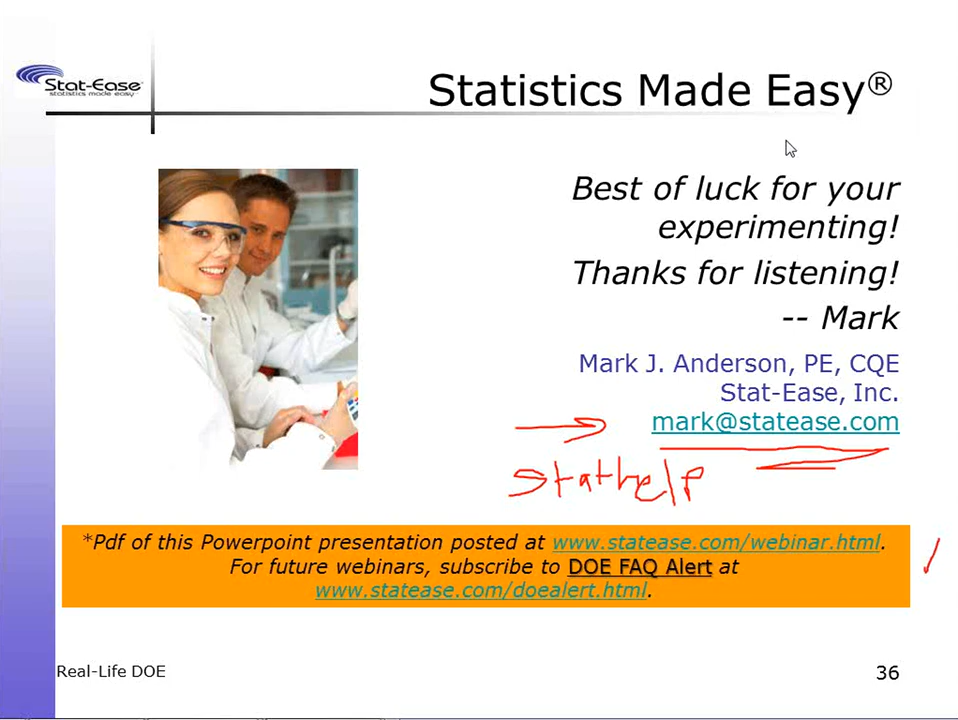 Stat-Ease
statistics made easy
Statistics Made Easy®
Best of luck for your
experimenting!
Thanks for listening!
-- Mark
Mark J. Anderson, PE, CQE
Stat-Ease, Inc.
mark@statease.com
stathelp
*Pdf of this Powerpoint presentation posted at www.statease.com/webinar.html.
For future webinars, subscribe to DOE FAQ Alert at
www.statease.com/doealert.html.
Real-Life DOE
36